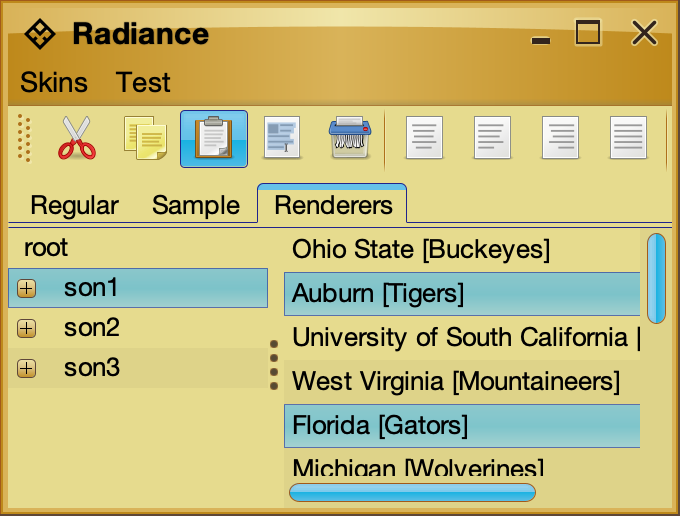 Radiance
Skins Test
Regular Sample Renderers
root
son1
son2
son3
Ohio State [Buckeyes]
Auburn [Tigers]
University of South California [
West Virginia [Mountaineers]
Florida [Gators]
Michigan [Wolverines]